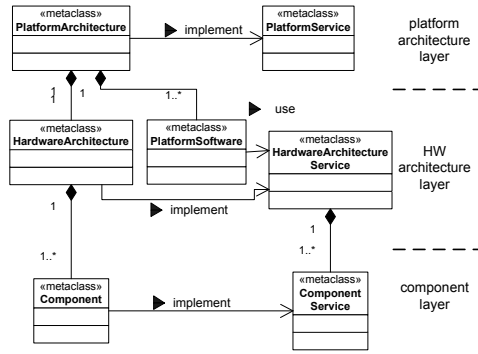 «metaclass»
PlatformArchitecture
implement
«metaclass»
PlatformService
platform
architecture
layer
1
1
1..*
use
«metaclass»
HardwareArchitecture
«metaclass»
PlatformSoftware
«metaclass»
HardwareArchitecture
Service
HW
architecture
layer
1
implement
1
1..*
1..*
«metaclass»
Component
implement
«metaclass»
Component
Service
component
layer